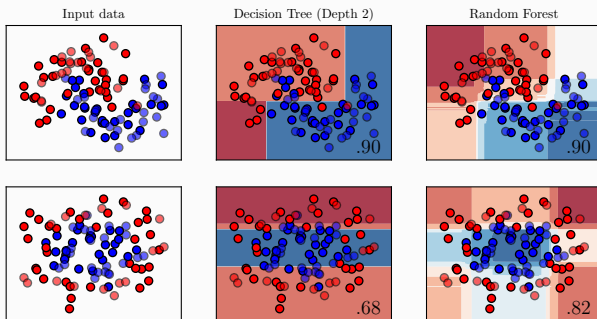 Input data
Decision Tree (Depth 2)
Random Forest
.90
.90
.68
.82